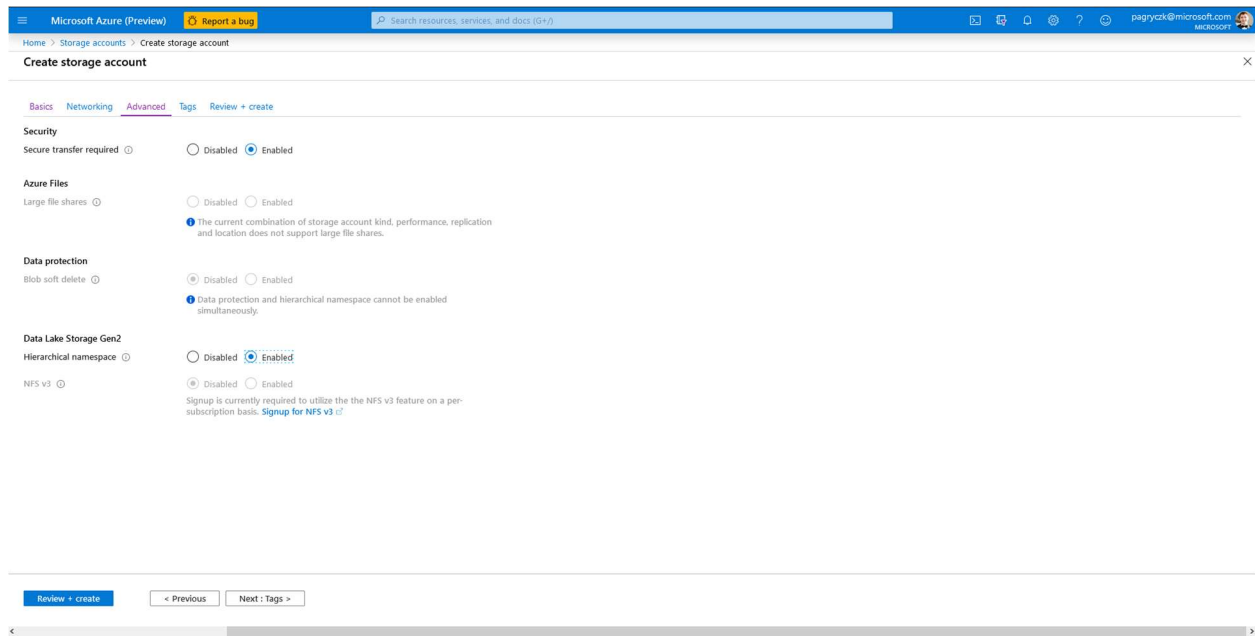 Microsoft Azure (Preview)
Report a bug
Search resources, services, and docs (G+/)
pagryczk@microsoft.com
MICROSOFT
Home > Storage accounts > Create storage account
Create storage account
Basics Networking Advanced Tags Review + create
Security
Secure transfer required Disabled Enabled
Azure Files
Large file shares Disabled Enabled
The current combination of storage account kind, performance, replication
and location does not support large file shares.
Data protection
Blob soft delete Disabled Enabled
Data protection and hierarchical namespace cannot be enabled
simultaneously.
Data Lake Storage Gen2
Hierarchical namespace Disabled Enabled
NFS v3 Disabled Enabled
Signup is currently required to utilize the the NFS v3 feature on a per-
subscription basis. Signup for NFS v3
Review + create < Previous Next : Tags >